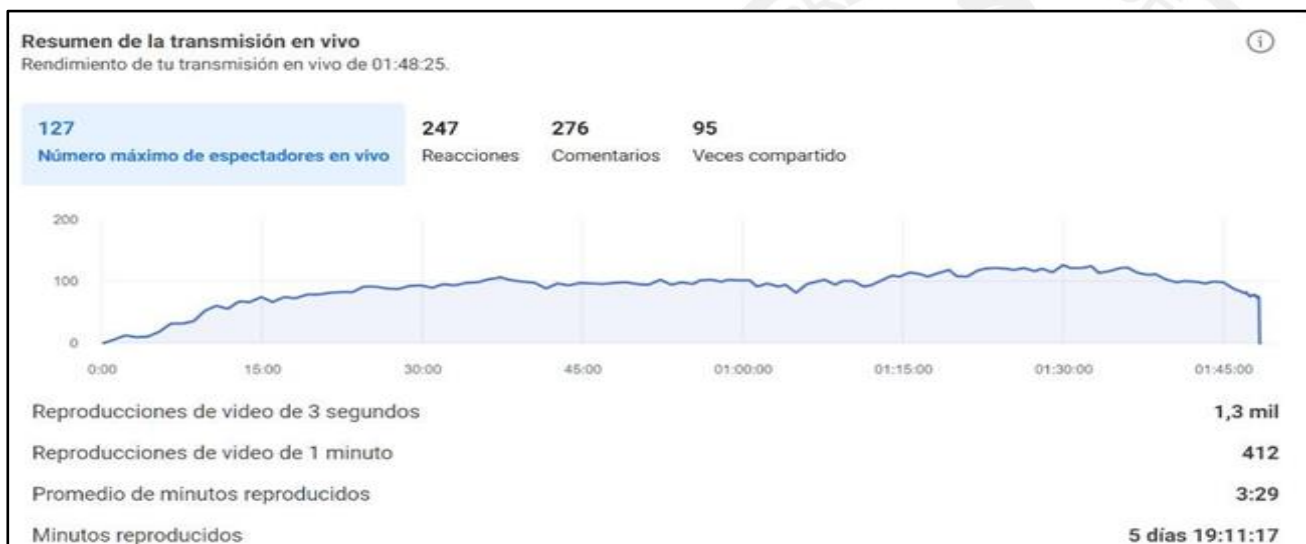 Resumen de la transmisión en vivo
Rendimiento de tu transmisión en vivo de 01:48:25.
127 247 276 95
Número máximo de espectadores en vivo Reacciones Comentarios Veces compartido
200
100
0
0:00 15:00 30:00 45:00 01:00:00 01:15:00 01:30:00 01:45:00
Reproducciones de video de 3 segundos 1,3 mil
Reproducciones de video de 1 minuto 412
Promedio de minutos reproducidos 3:29
Minutos reproducidos 5 días 19:11:17